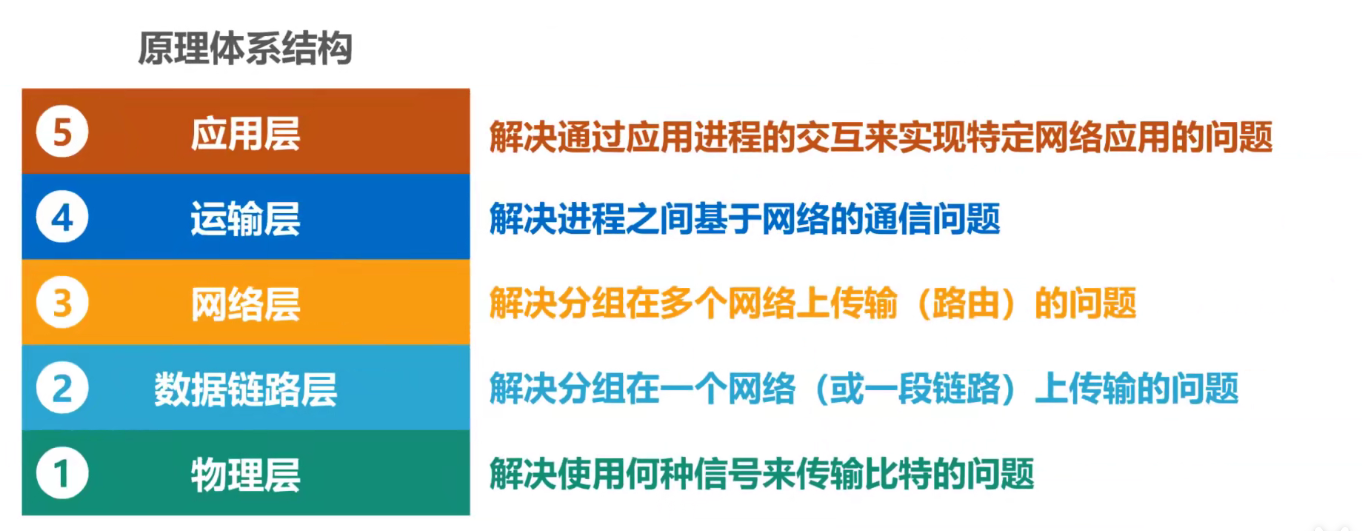 原理体系结构
5 应用层 解决通过应用进程的交互来实现特定网络应用的问题
4 运输层 解决进程之间基于网络的通信问题
3 网络层 解决分组在多个网络上传输（路由）的问题
2 数据链路层 解决分组在一个网络（或一段链路）上传输的问题
1 物理层 解决使用何种信号来传输比特的问题